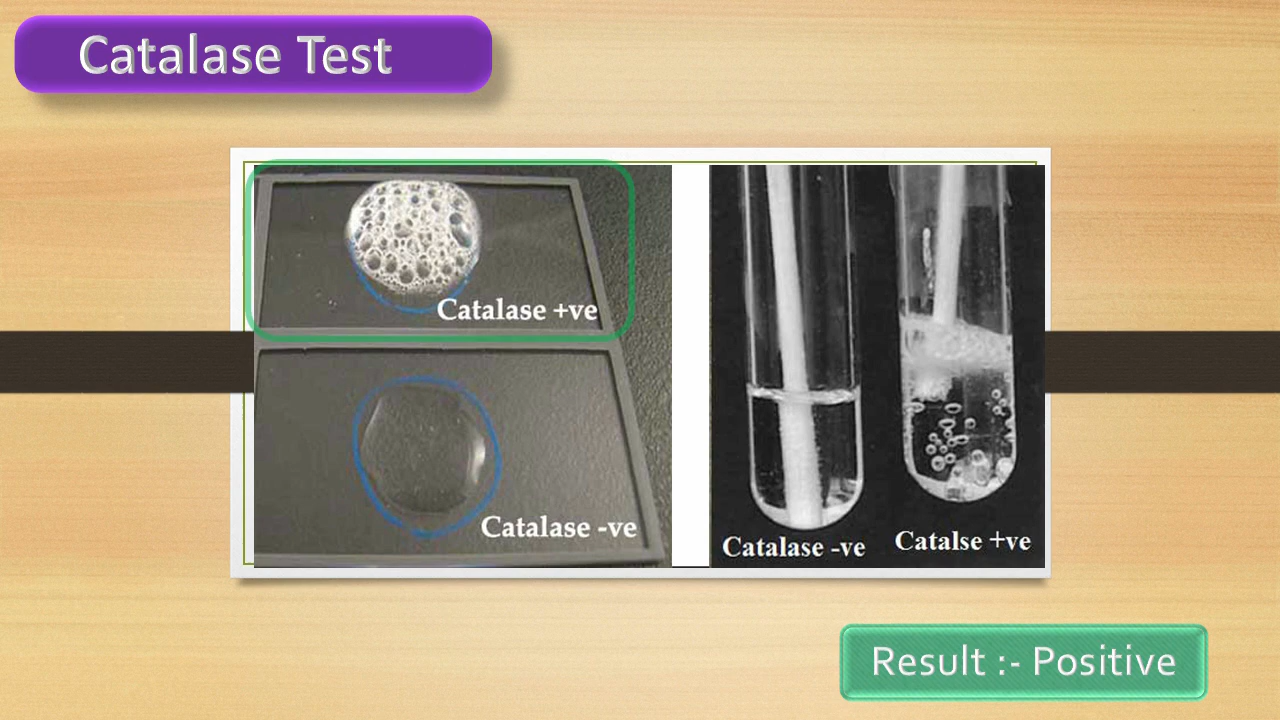 Catalase Test
Catalase +ve
Catalase -ve
Catalase -ve
Catalse +ve
Result :- Positive